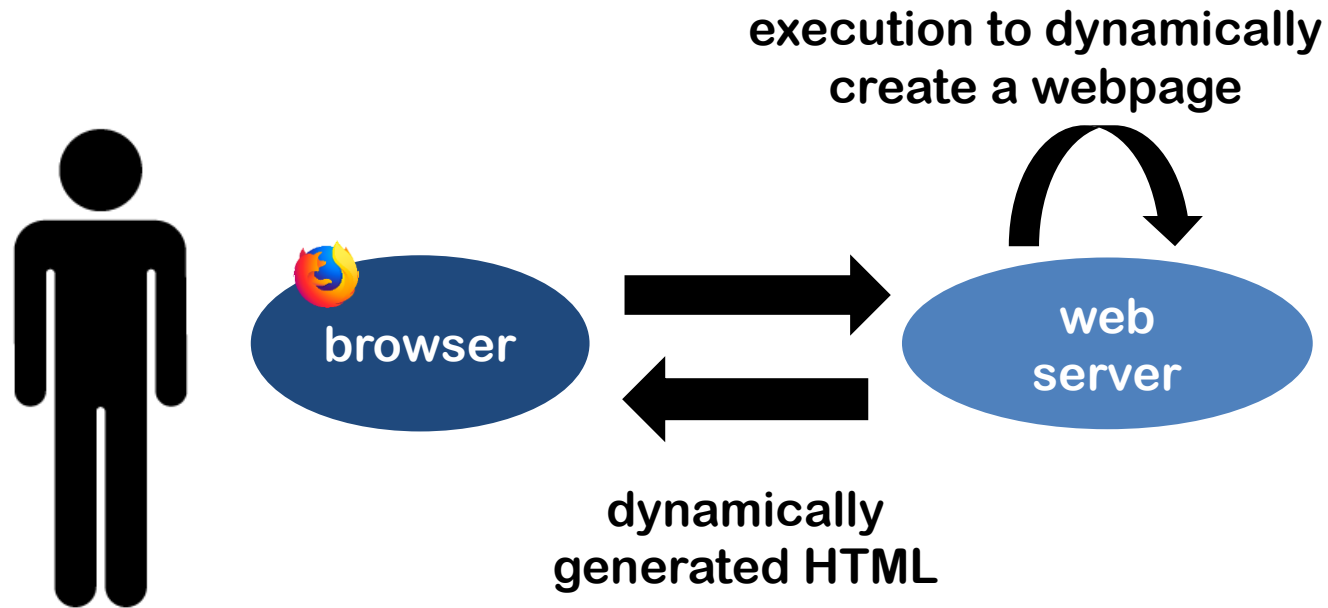 execution to dynamically
create a webpage
browser
web
server
dynamically
generated HTML